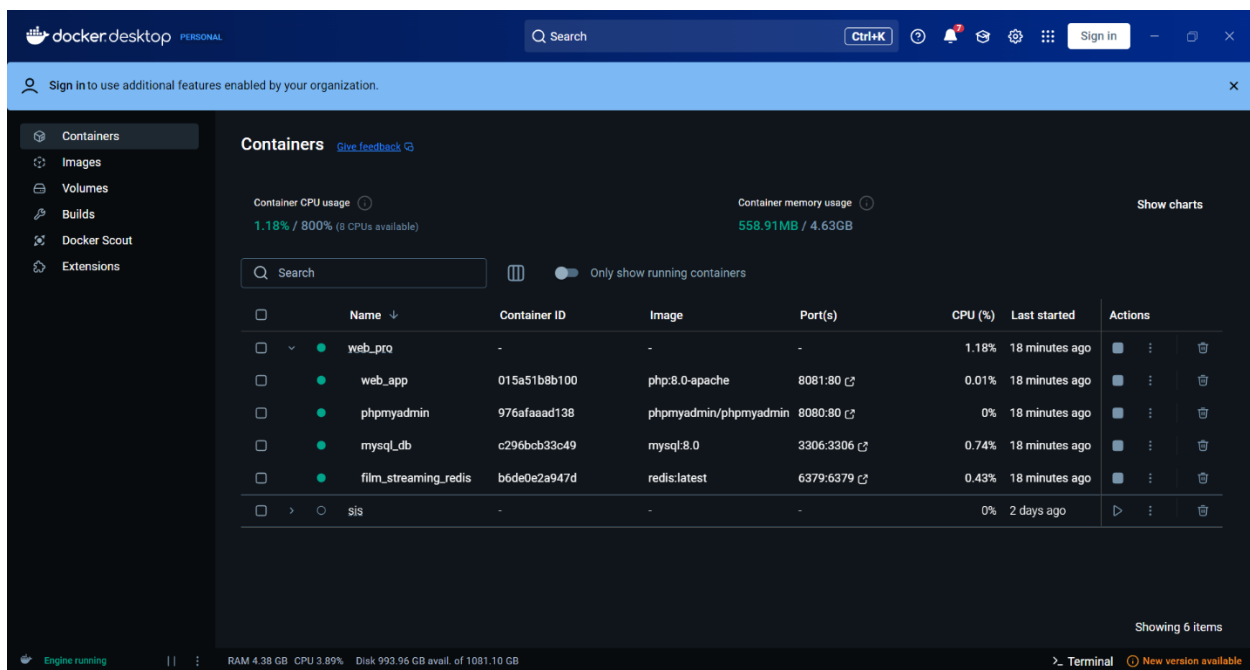 docker.desktop PERSONAL Search Ctrl+K 7 Sign in
Sign in to use additional features enabled by your organization.
Containers
Images
Volumes
Builds
Docker Scout
Extensions
Containers Give feedback
Container CPU usage
1.18% / 800% (8 CPUs available)
Container memory usage
558.91MB / 4.63GB
Show charts
Search Only show running containers
Name Container ID Image Port(s) CPU (%) Last started Actions
web_pro - - - 1.18% 18 minutes ago
web_app 015a51b8b100 php:8.0-apache 8081:80 0.01% 18 minutes ago
phpmyadmin 976afaaad138 phpmyadmin/phpmyadmin 8080:80 0% 18 minutes ago
mysql_db c296bcb33c49 mysql:8.0 3306:3306 0.74% 18 minutes ago
film_streaming_redis b6de0e2a947d redis:latest 6379:6379 0.43% 18 minutes ago
sis - - - 0% 2 days ago
Showing 6 items
Engine running RAM 4.38 GB CPU 3.89% Disk 993.96 GB avail. of 1081.10 GB >_ Terminal New version available